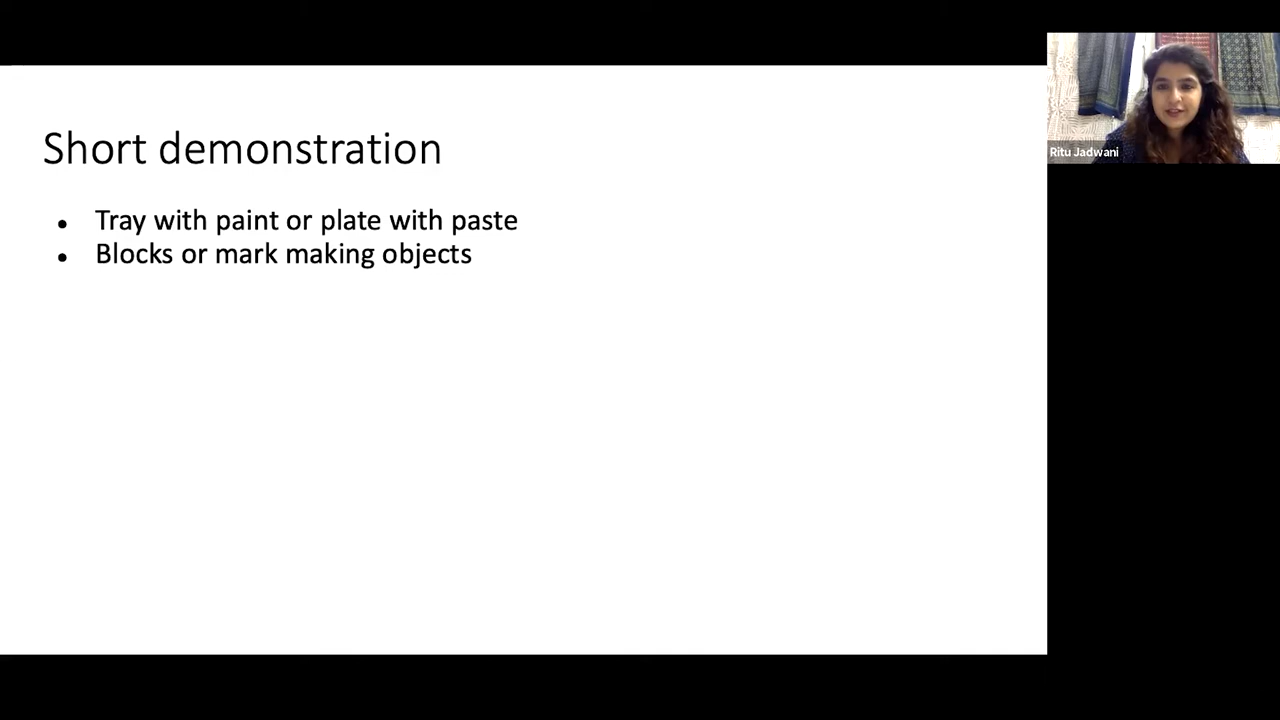 Short demonstration
• Tray with paint or plate with paste
• Blocks or mark making objects
Ritu Jadwani